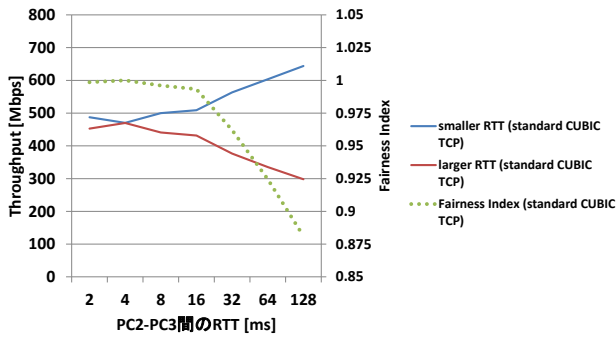 800
700
600
500
400
300
200
100
0
Throughput [Mbps]
1.05
1.025
1
0.975
0.95
0.925
0.9
0.875
0.85
Fairness Index
2 4 8 16 32 64 128
PC2-PC3間のRTT [ms]
smaller RTT (standard CUBIC
TCP)
larger RTT (standard CUBIC
TCP)
Fairness Index (standard CUBIC
TCP)